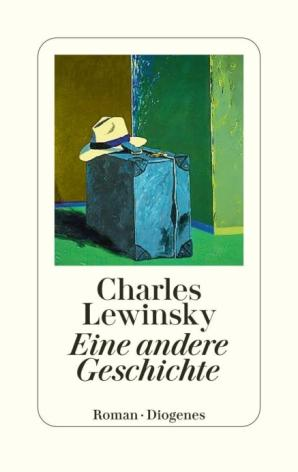 Charles
Lewinsky
Eine andere
Geschichte
Roman · Diogenes